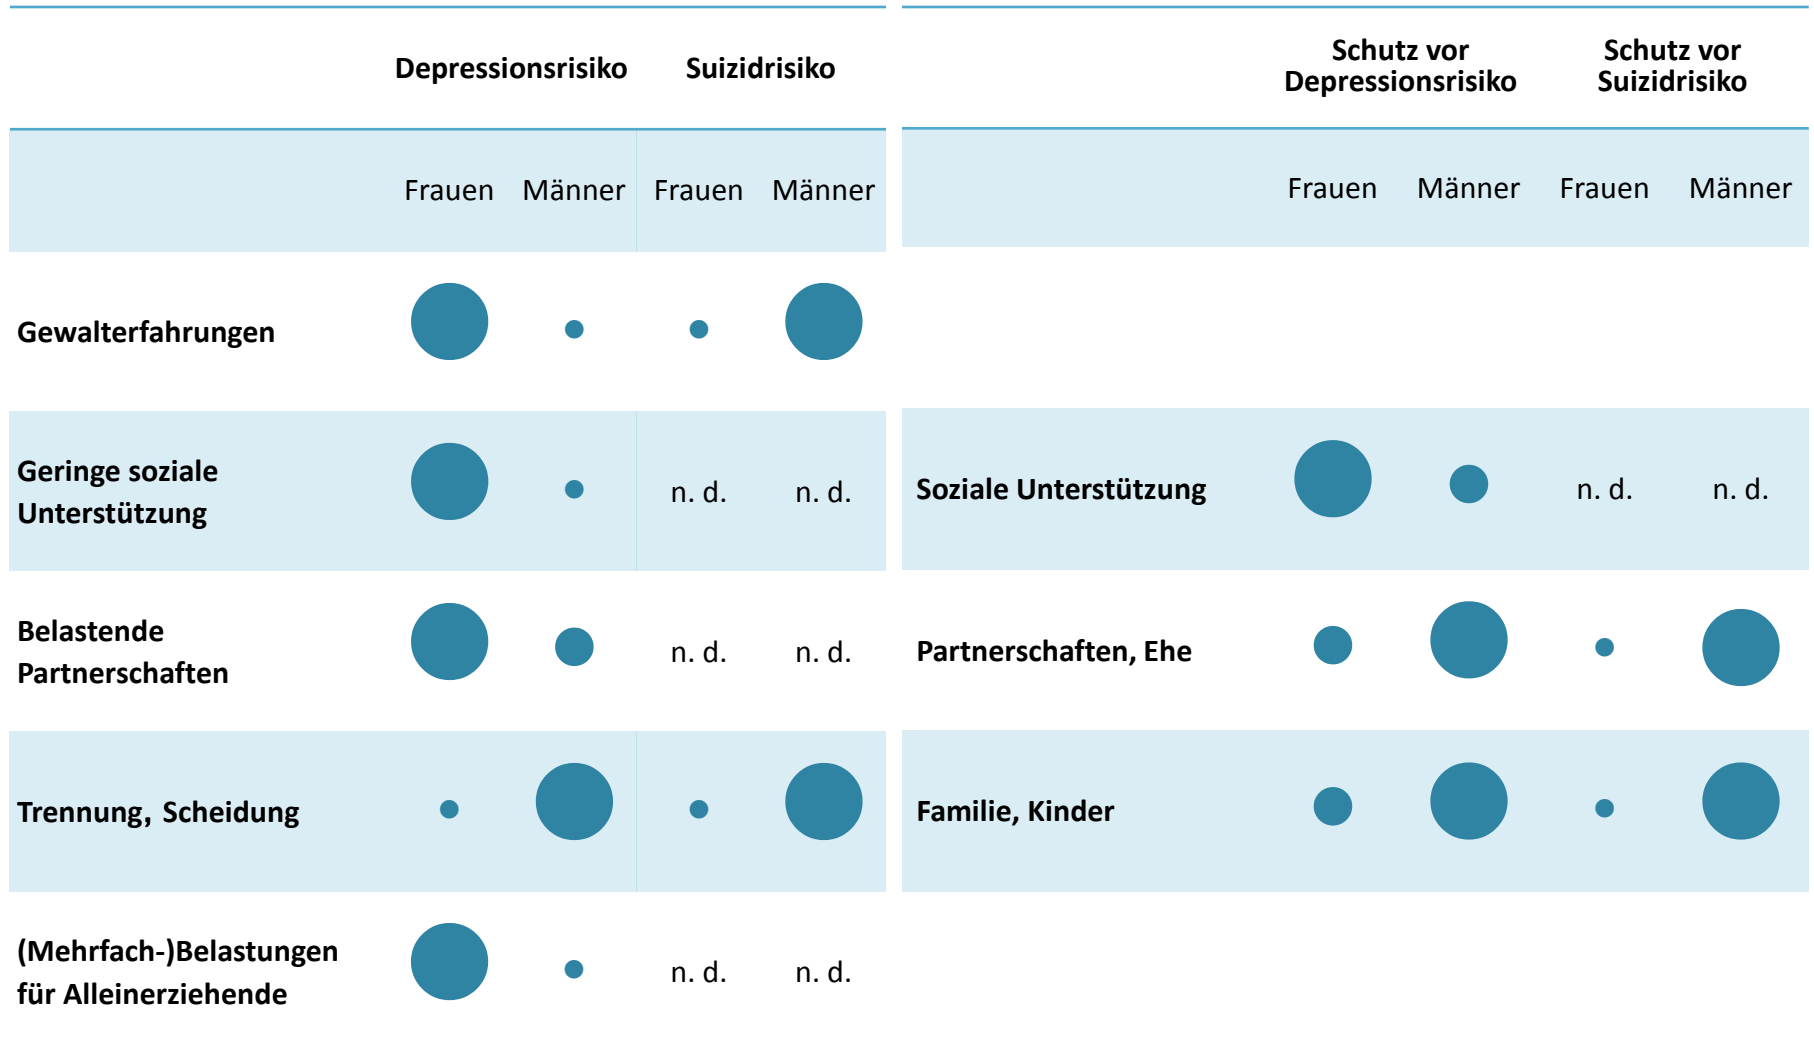 Depressionsrisiko Suizidrisiko
Frauen Männer Frauen Männer
Gewalterfahrungen
Geringe soziale
Unterstützung
n. d. n. d.
Belastende
Partnerschaften
n. d. n. d.
Trennung, Scheidung
(Mehrfach-)Belastungen
für Alleinerziehende
n. d. n. d.
Schutz vor
Depressionsrisiko
Schutz vor
Suizidrisiko
Frauen Männer Frauen Männer
Soziale Unterstützung n. d. n. d.
Partnerschaften, Ehe
Familie, Kinder